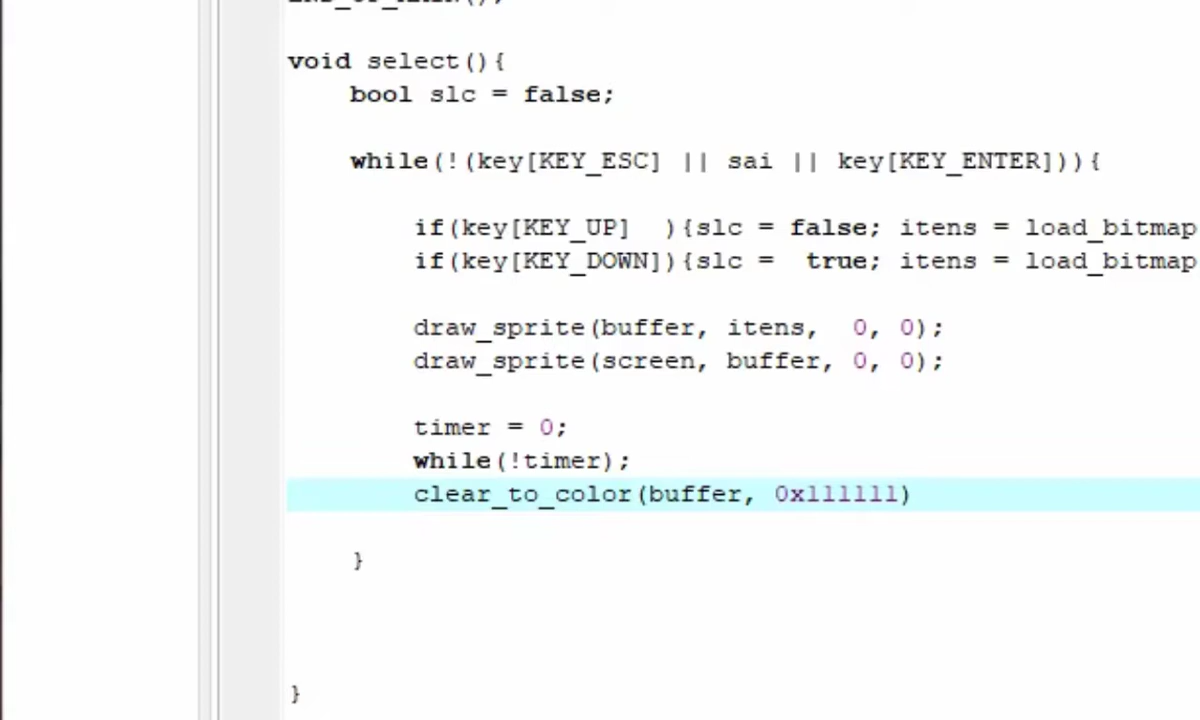 void select(){
bool slc = false;
while(!(key[KEY_ESC] || sai || key[KEY_ENTER])){
if(key[KEY_UP]  ){slc = false; itens = load_bitmap
if(key[KEY_DOWN]){slc =  true; itens = load_bitmap
draw_sprite(buffer, itens,  0, 0);
draw_sprite(screen, buffer, 0, 0);
timer = 0;
while(!timer);
clear_to_color(buffer, 0x111111)
}
}